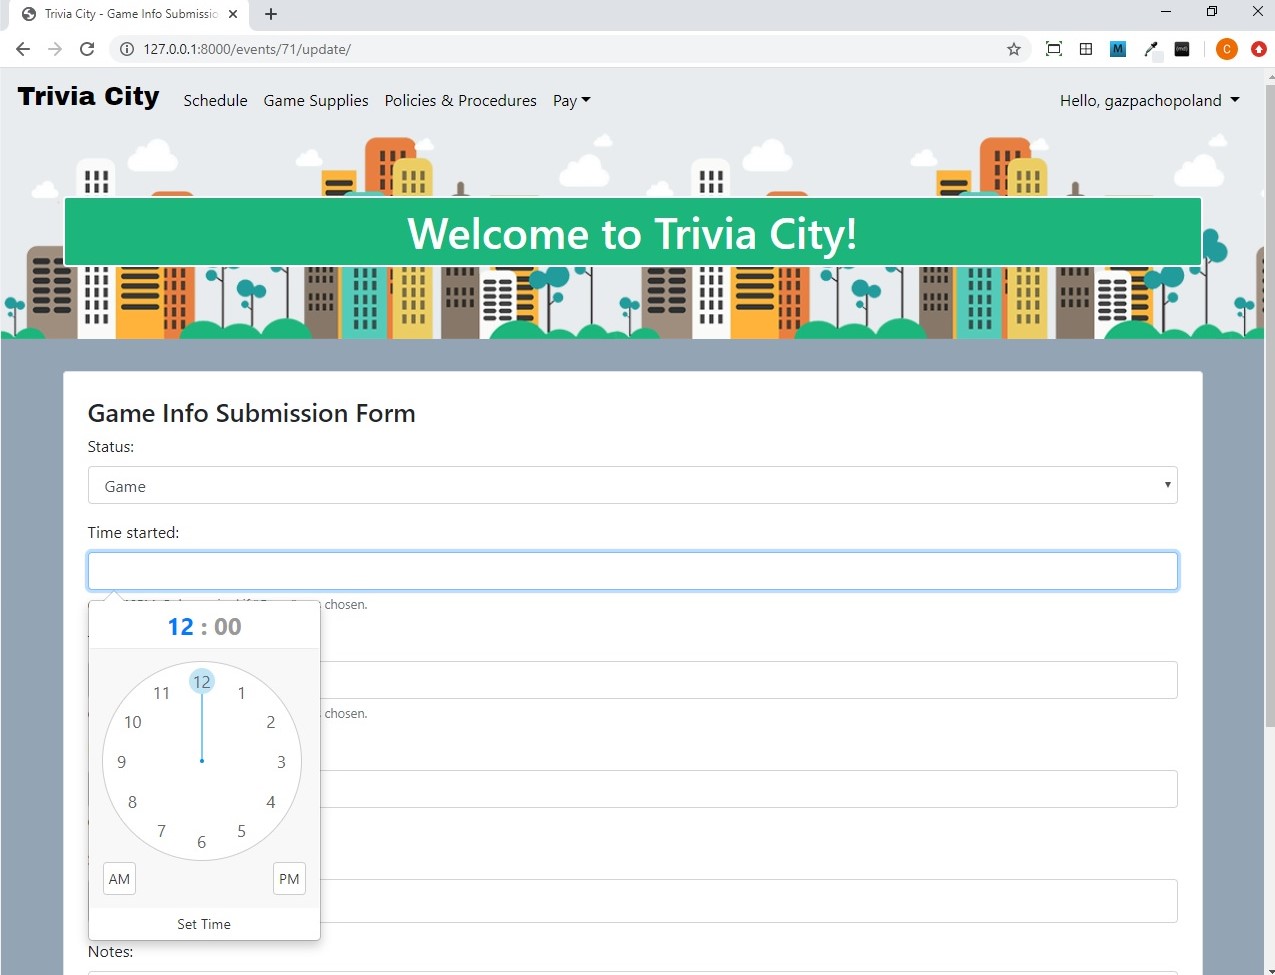 Trivia City - Game Info Submissio
127.0.0.1:8000/events/71/update/
M
C
Trivia City Schedule Game Supplies Policies & Procedures Pay Hello, gazpachopoland
Welcome to Trivia City!
Game Info Submission Form
Status:
Game
Time started:
chosen.
12 : 00
12
11 1
10 2
9 3
chosen.
8 4
7 5
6
AM PM
Set Time
Notes: